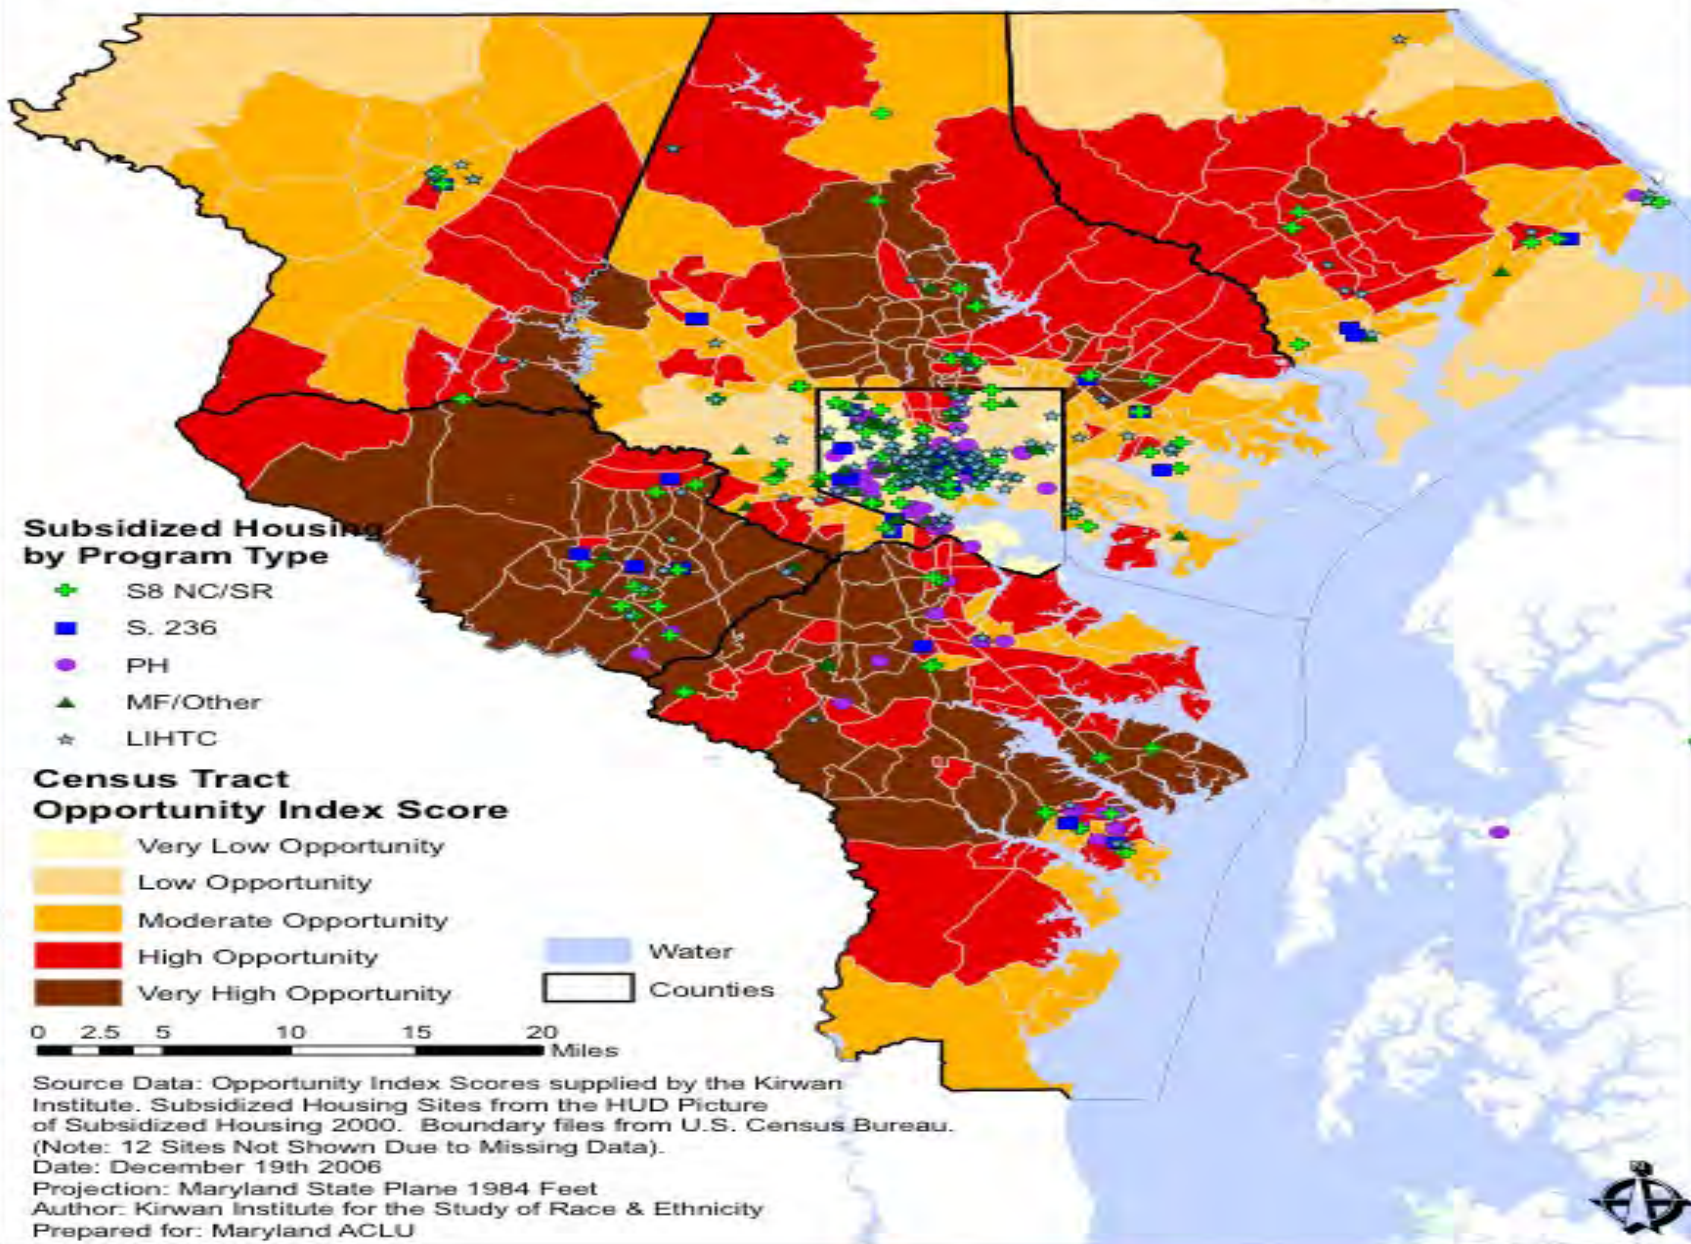 Subsidized Housing
by Program Type
S8 NC/SR
S. 236
PH
MF/Other
LIHTC
Census Tract
Opportunity Index Score
Very Low Opportunity
Low Opportunity
Moderate Opportunity
High Opportunity
Very High Opportunity
Water
Counties
0 2.5 5 10 15 20
Miles
Source Data: Opportunity Index Scores supplied by the Kirwan
Institute. Subsidized Housing Sites from the HUD Picture
of Subsidized Housing 2000. Boundary files from U.S. Census Bureau.
(Note: 12 Sites Not Shown Due to Missing Data).
Date: December 19th 2006
Projection: Maryland State Plane 1984 Feet
Author: Kirwan Institute for the Study of Race & Ethnicity
Prepared for: Maryland ACLU